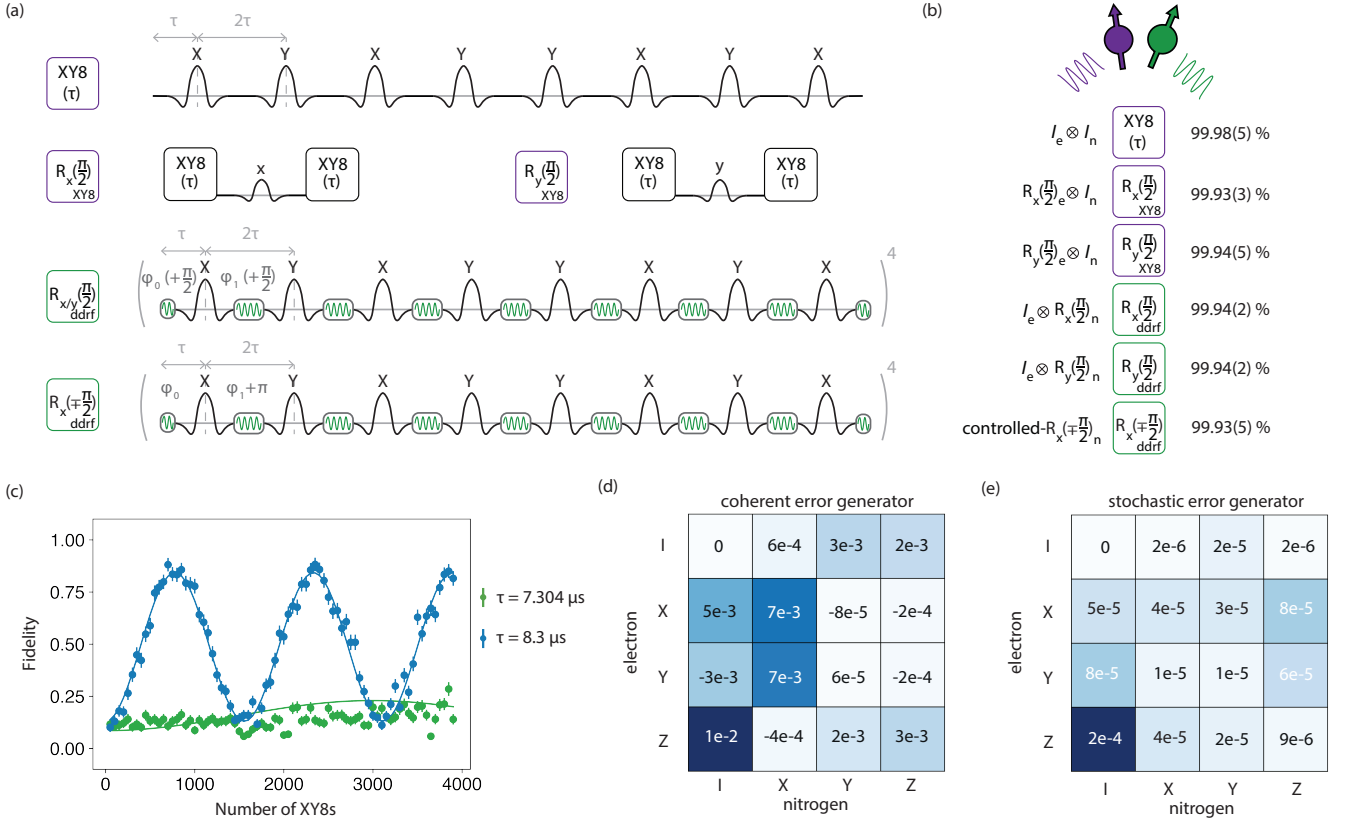 (a)
τ 2τ
X Y X Y Y X Y X
XY8
(τ)
R_x(π/2)
XY8
XY8
(τ)
x
XY8
(τ)
R_y(π/2)
XY8
XY8
(τ)
y
XY8
(τ)
τ 2τ
R_x/y(π/2)
ddrf
φ_0 (+π/2) X φ_1 (+π/2) Y X Y Y X Y X 4
τ 2τ
R_x(∓π/2)
ddrf
φ_0 X φ_1+π Y X Y Y X Y X 4
(b)
I_e ⊗ I_n XY8 (τ) 99.98(5) %
R_x(π/2)_e ⊗ I_n R_x(π/2) XY8 99.93(3) %
R_y(π/2)_e ⊗ I_n R_y(π/2) XY8 99.94(5) %
I_e ⊗ R_x(π/2)_n R_x(π/2) ddrf 99.94(2) %
I_e ⊗ R_y(π/2)_n R_y(π/2) ddrf 99.94(2) %
controlled-R_x(∓π/2)_n R_x(∓π/2) ddrf 99.93(5) %
(c)
Fidelity
1.00
0.75
0.50
0.25
0.00
0 1000 2000 3000 4000
Number of XY8s
τ = 7.304 μs
τ = 8.3 μs
(d)
coherent error generator
electron
I 0 6e-4 3e-3 2e-3
X 5e-3 7e-3 -8e-5 -2e-4
Y -3e-3 7e-3 6e-5 -2e-4
Z 1e-2 -4e-4 2e-3 3e-3
I X Y Z
nitrogen
(e)
stochastic error generator
electron
I 0 2e-6 2e-5 2e-6
X 5e-5 4e-5 3e-5 8e-5
Y 8e-5 1e-5 1e-5 6e-5
Z 2e-4 4e-5 2e-5 9e-6
I X Y Z
nitrogen